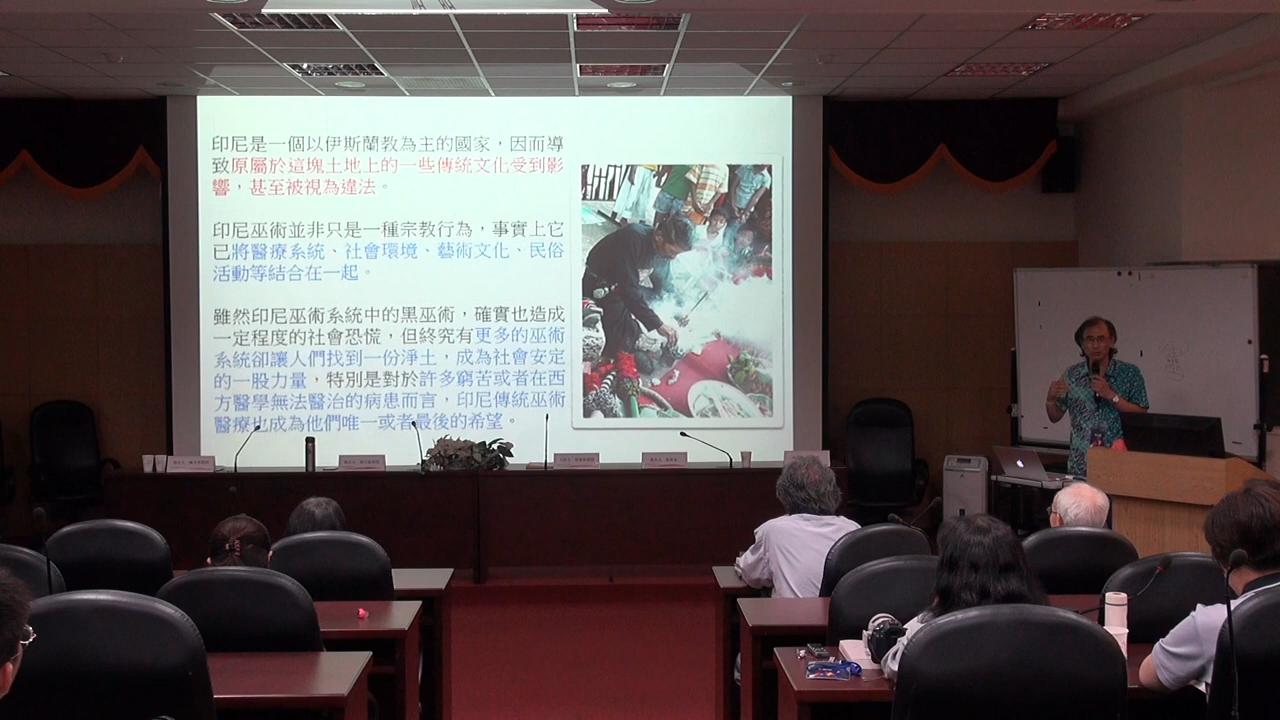 印尼是一個以伊斯蘭教為主的國家，因而導
致原屬於這塊土地上的一些傳統文化受到影
響，甚至被視為違法。
印尼巫術並非只是一種宗教行為，事實上它
已將醫療系統、社會環境、藝術文化、民俗
活動等結合在一起。
雖然印尼巫術系統中的黑巫術，確實也造成
一定程度的社會恐慌，但終究有更多的巫術
系統卻讓人們找到一份淨土，成為社會安定
的一股力量，特別是對於許多窮苦或者在西
方醫學無法醫治的病患而言，印尼傳統巫術
醫療也成為他們唯一或者最後的希望。